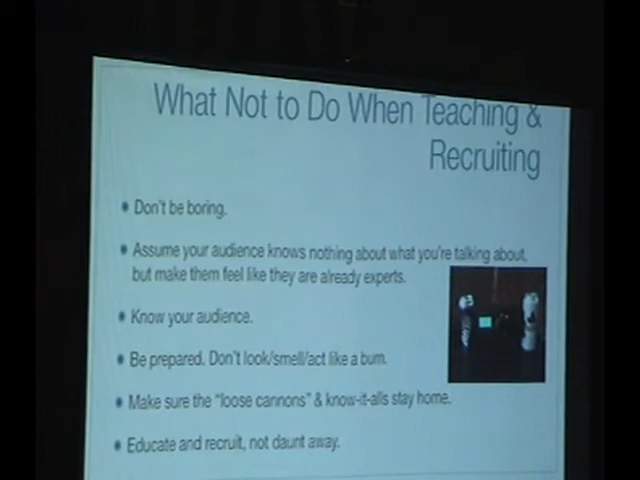 What Not to Do When Teaching &
Recruiting
Don't be boring.
Assume your audience knows nothing about what you're talking about,
but make them feel like they are already experts.
Know your audience.
Be prepared. Don't look/smell/act like a bum.
Make sure the "loose cannons" & know-it-alls stay home.
Educate and recruit, not daunt away.